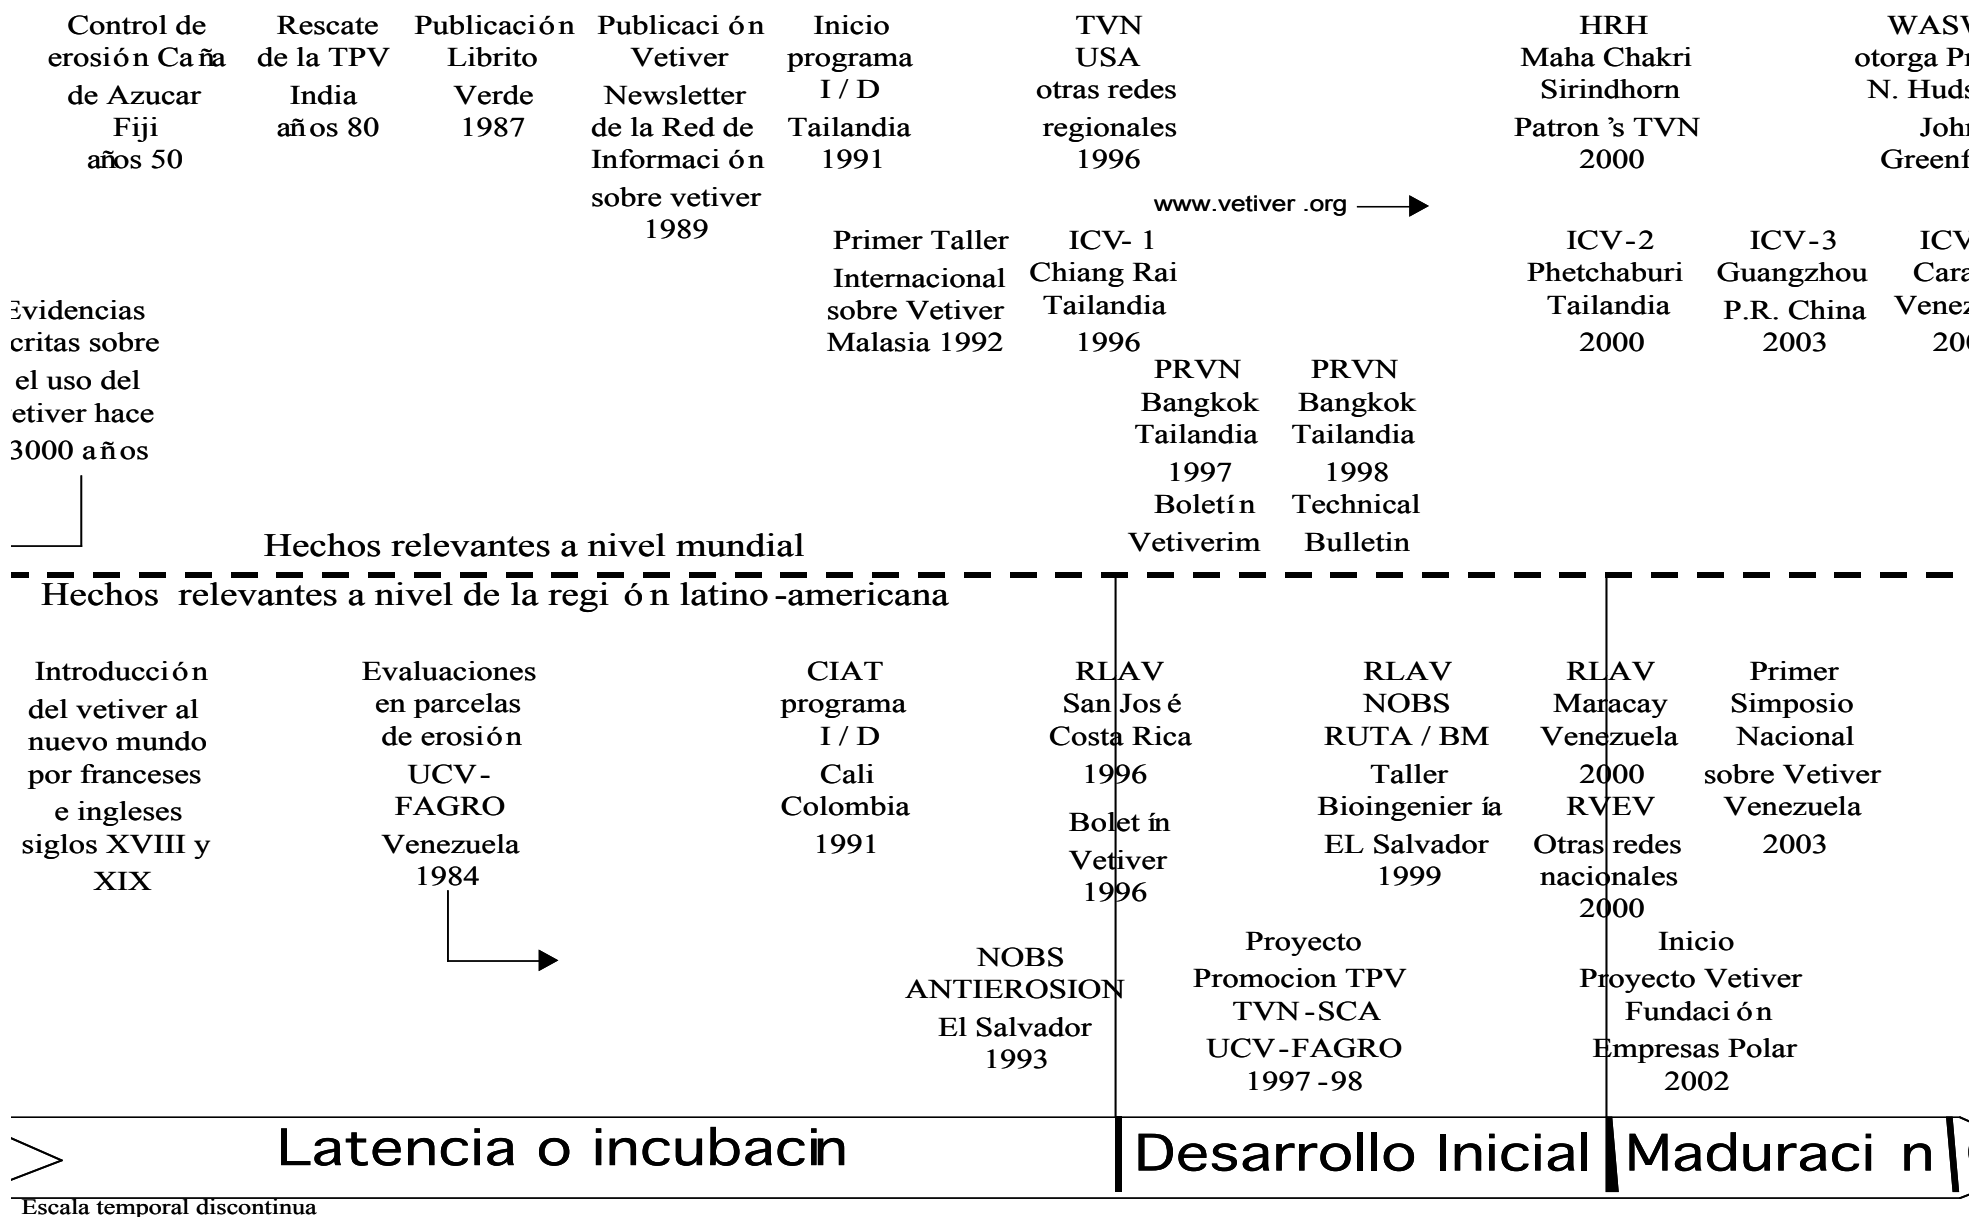 Control de
erosión Caña
de Azucar
Fiji
años 50
Rescate
de la TPV
India
años 80
Publicación
Librito
Verde
1987
Publicación
Vetiver
Newsletter
de la Red de
Información
sobre vetiver
1989
Inicio
programa
I / D
Tailandia
1991
TVN
USA
otras redes
regionales
1996
HRH
Maha Chakri
Sirindhorn
Patron 's TVN
2000
otorga
N.
www.vetiver .org
Primer Taller
Internacional
sobre Vetiver
Malasia 1992
ICV- 1
Chiang Rai
Tailandia
1996
ICV-2
Phetchaburi
Tailandia
2000
ICV-3
Guangzhou
P.R. China
2003
ICV
sobre
el uso del
hace
3000 años
PRVN
Bangkok
Tailandia
1997
Boletín
Vetiverim
PRVN
Bangkok
Tailandia
1998
Technical
Bulletin
Hechos relevantes a nivel mundial
Hechos relevantes a nivel de la región latino-americana
Introducción
del vetiver al
nuevo mundo
por franceses
e ingleses
siglos XVIII y
XIX
Evaluaciones
en parcelas
de erosión
UCV-
FAGRO
Venezuela
1984
CIAT
programa
I / D
Cali
Colombia
1991
RLAV
San José
Costa Rica
1996
Boletín
Vetiver
1996
RLAV
NOBS
RUTA / BM
Taller
Bioingeniería
EL Salvador
1999
RLAV
Maracay
Venezuela
2000
RVEV
Otras redes
nacionales
2000
Primer
Simposio
Nacional
sobre Vetiver
Venezuela
2003
NOBS
ANTIEROSION
El Salvador
1993
Proyecto
Promocion TPV
TVN-SCA
UCV-FAGRO
1997-98
Inicio
Proyecto Vetiver
Fundación
Empresas Polar
2002
Latencia o incubacin
Desarrollo Inicial
Maduraci n
Escala temporal discontinua